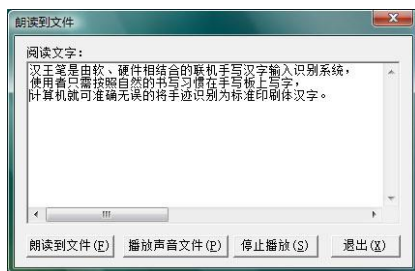 朗读到文件
阅读文字:
汉王笔是由软、硬件相结合的联机手写汉字输入识别系统,
使用者只需按照自然的书写习惯在手写板上写字,
计算机就可准确无误的将手迹识别为标准印刷体汉字。
朗读到文件(F) 播放声音文件(P) 停止播放(S) 退出(X)